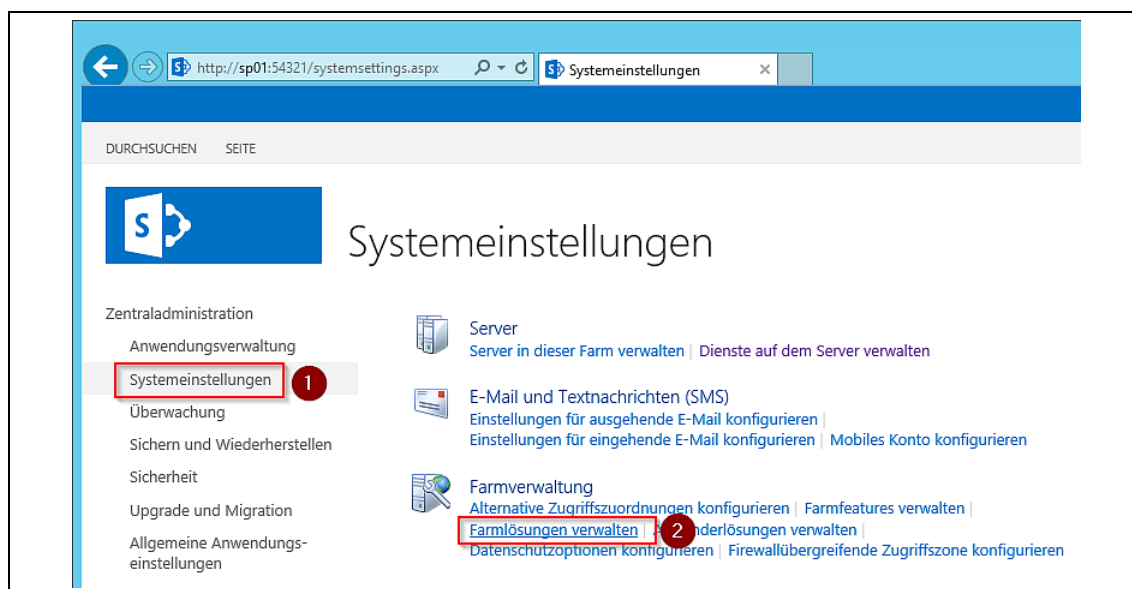 http://sp01:54321/systemsettings.aspx
Systemeinstellungen
DURCHSUCHEN SEITE
S
Systemeinstellungen
Zentraladministration
Anwendungsverwaltung
Systemeinstellungen 1
Überwachung
Sichern und Wiederherstellen
Sicherheit
Upgrade und Migration
Allgemeine Anwendungs-
einstellungen
Server
Server in dieser Farm verwalten | Dienste auf dem Server verwalten
E-Mail und Textnachrichten (SMS)
Einstellungen für ausgehende E-Mail konfigurieren |
Einstellungen für eingehende E-Mail konfigurieren | Mobiles Konto konfigurieren
Farmverwaltung
Alternative Zugriffszuordnungen konfigurieren | Farmfeatures verwalten |
Farmlösungen verwalten | 2 verwalten |
Datenschutzoptionen konfigurieren | Firewallübergreifende Zugriffszone konfigurieren